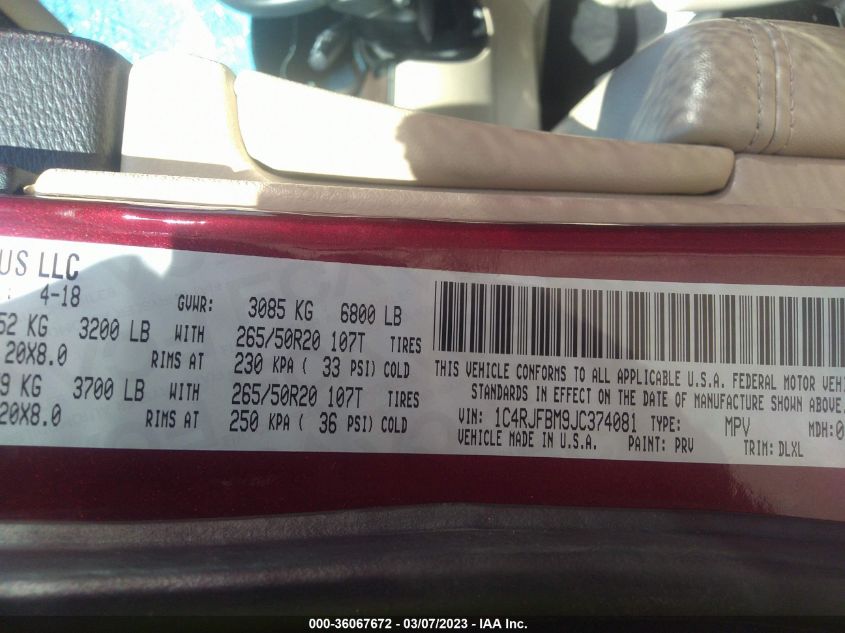 US LLC
: 4-18 GVWR: 3085 KG 6800 LB
52 KG 3200 LB WITH 265/50R20 107T TIRES
20X8.0 RIMS AT 230 KPA ( 33 PSI) COLD
9 KG 3700 LB WITH 265/50R20 107T TIRES
20X8.0 RIMS AT 250 KPA ( 36 PSI) COLD
THIS VEHICLE CONFORMS TO ALL APPLICABLE U.S.A. FEDERAL MOTOR VEHI
STANDARDS IN EFFECT ON THE DATE OF MANUFACTURE SHOWN ABOVE.
VIN: 1C4RJFBM9JC374081 TYPE: MPV MDH:0
VEHICLE MADE IN U.S.A. PAINT: PRV TRIM: DLXL
000-36067672 — 03/07/2023 — IAA Inc.